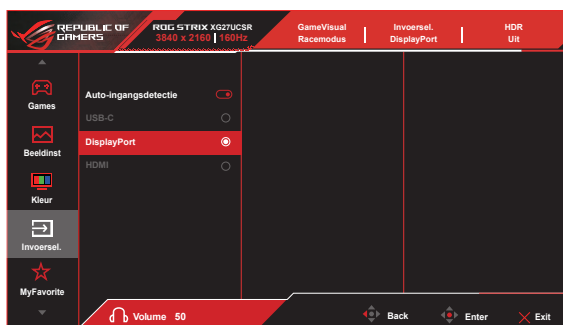 REPUBLIC OF
GAMERS
ROG STRIX XG27UCSR
3840 x 2160 160Hz
GameVisual
Racemodus
Invoersel.
DisplayPort
HDR
Uit
Games
Beeldinst
Kleur
Invoersel.
MyFavorite
Auto-ingangsdetectie
USB-C
DisplayPort
HDMI
Volume 50
Back
Enter
Exit